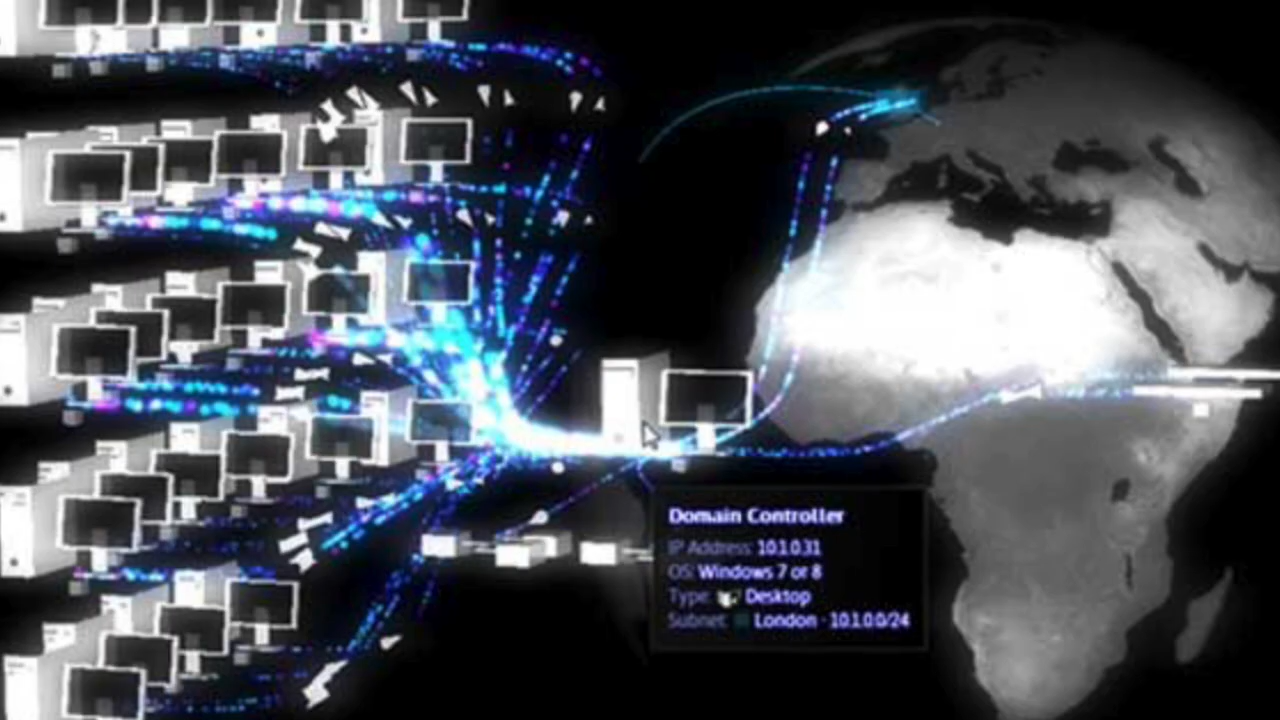 Domain Controller
IP Address: 10.1.0.31
OS: Windows 7 or 8
Type: Desktop
Subnet: London · 10.1.0.0/24